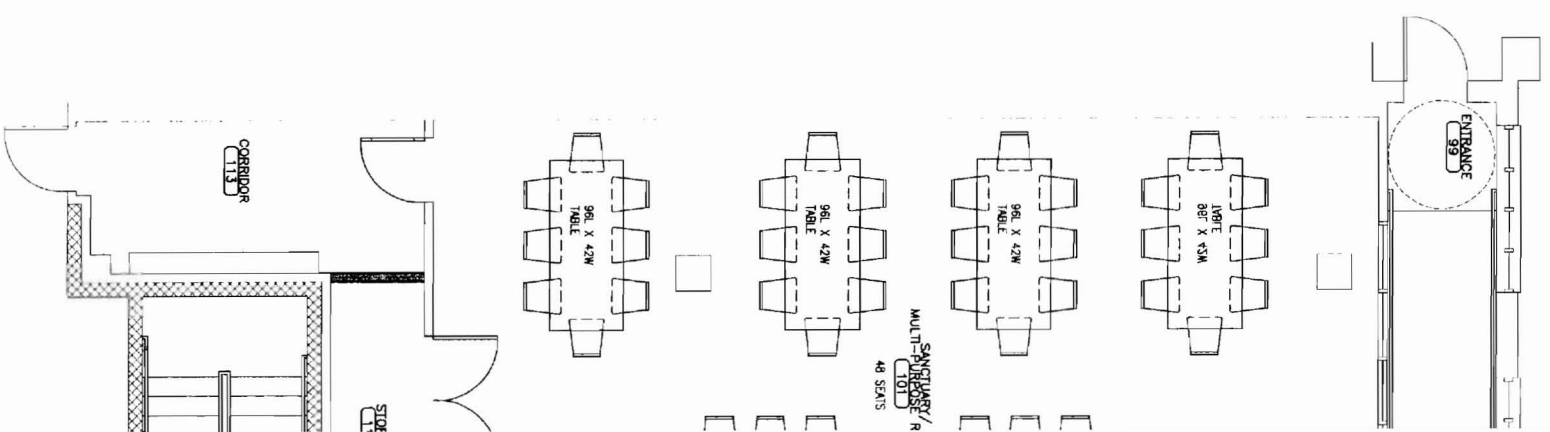 CORRIDOR
113
96L X 42W
TABLE
96L X 42W
TABLE
96L X 42W
TABLE
96L X 42W
TABLE
ENTRANCE
99
SANCTUARY/
MULTI-PURPOSE R
101
48 SEATS